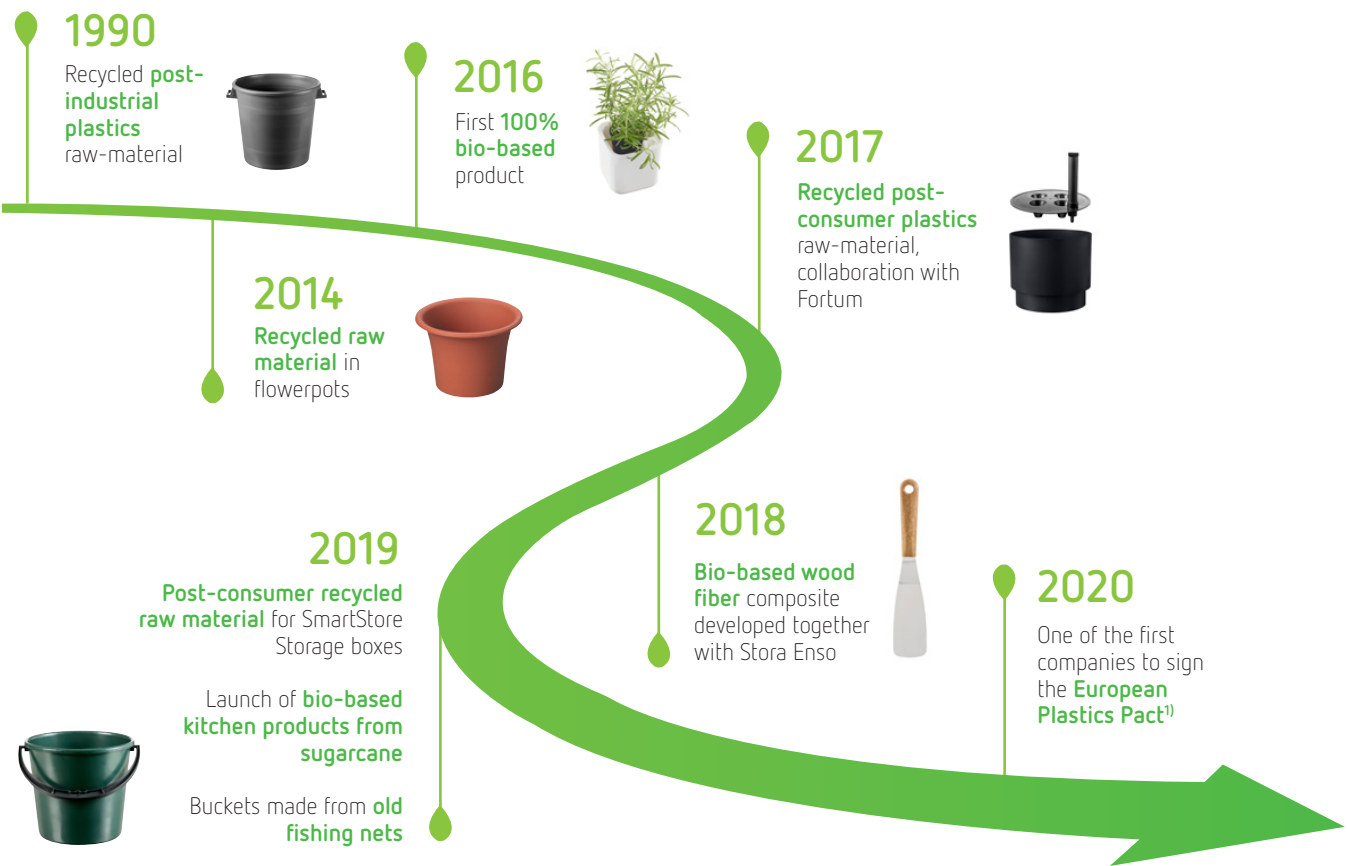 1990
Recycled post-
industrial
plastics
raw-material
2016
First 100%
bio-based
product
2017
Recycled post-
consumer plastics
raw-material,
collaboration with
Fortum
2014
Recycled raw
material in
flowerpots
2018
Bio-based wood
fiber composite
developed together
with Stora Enso
2019
Post-consumer recycled
raw material for SmartStore
Storage boxes
Launch of bio-based
kitchen products from
sugarcane
Buckets made from old
fishing nets
2020
One of the first
companies to sign
the European
Plastics Pact¹⁾